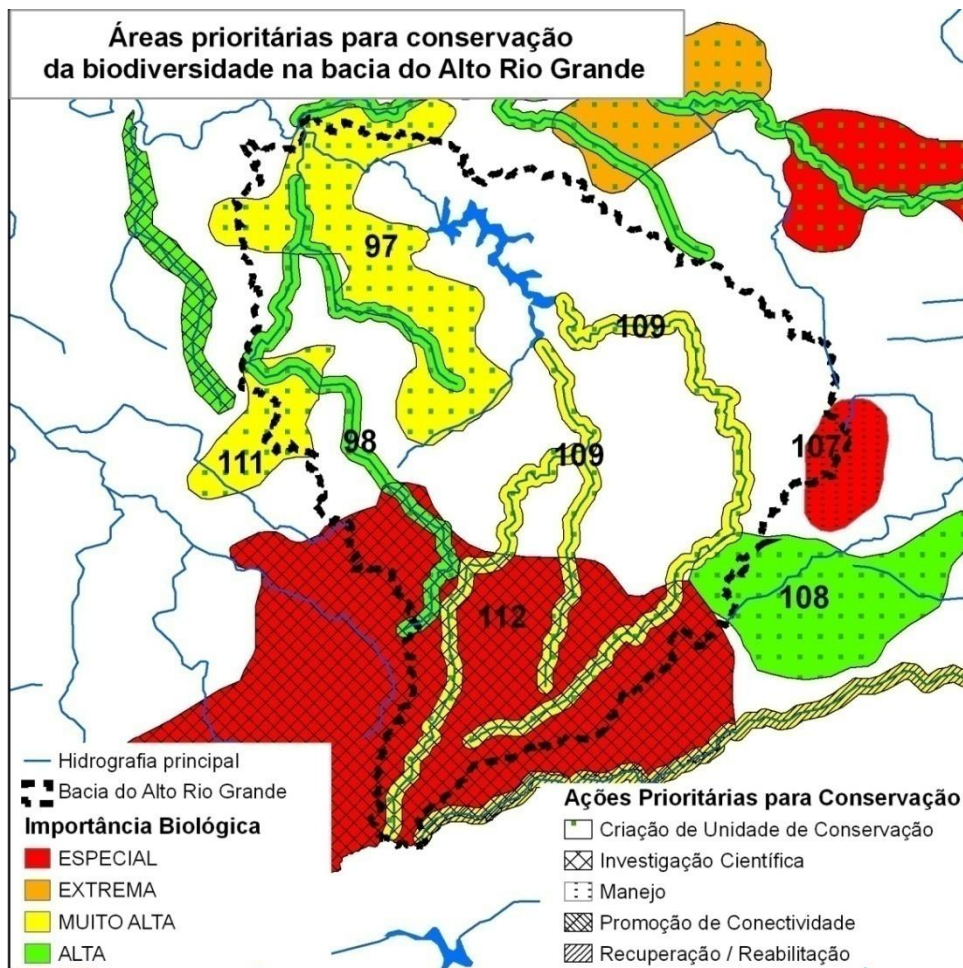 Áreas prioritárias para conservação
da biodiversidade na bacia do Alto Rio Grande
97
109
98
109
107
111
108
112
Hidrografia principal
Bacia do Alto Rio Grande
Importância Biológica
ESPECIAL
EXTREMA
MUITO ALTA
ALTA
Ações Prioritárias para Conservação
Criação de Unidade de Conservação
Investigação Científica
Manejo
Promoção de Conectividade
Recuperação / Reabilitação